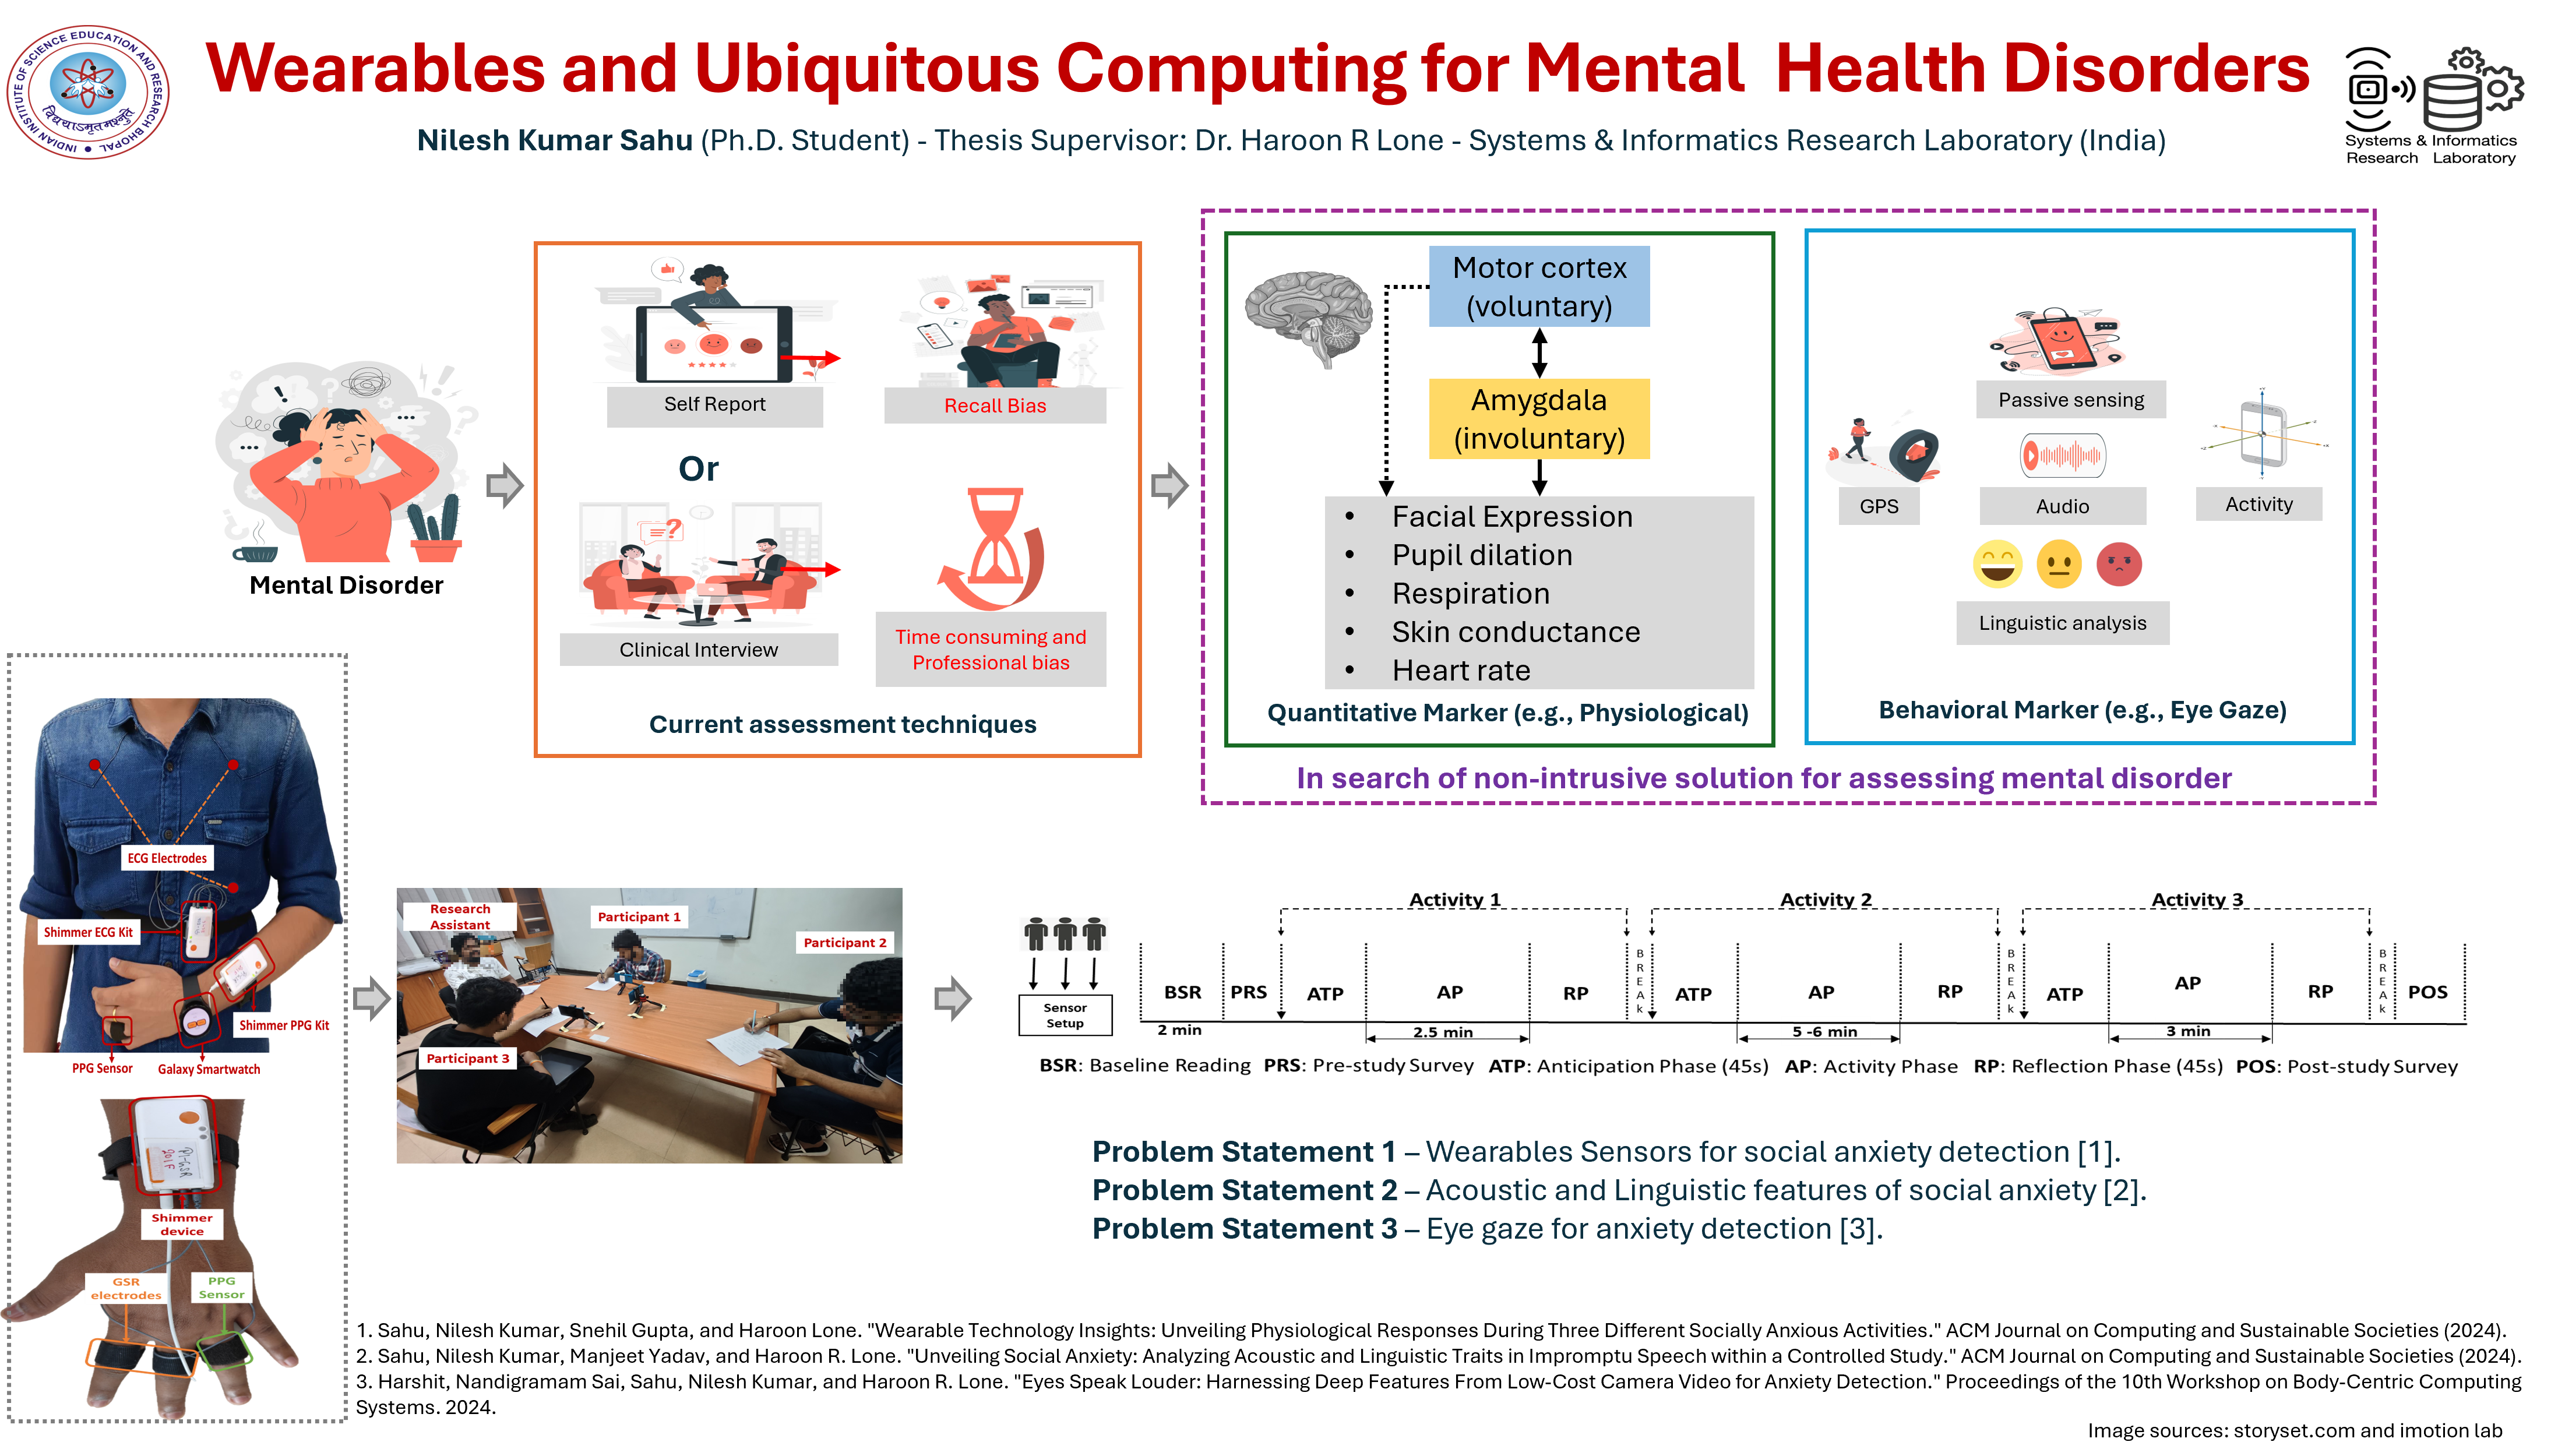 INDIAN INSTITUTE OF SCIENCE EDUCATION AND RESEARCH BHOPAL
विद्ययाऽमृतमश्नुते
Wearables and Ubiquitous Computing for Mental Health Disorders
Nilesh Kumar Sahu (Ph.D. Student) - Thesis Supervisor: Dr. Haroon R Lone - Systems & Informatics Research Laboratory (India)
Systems & Informatics
Research Laboratory
Mental Disorder
Self Report
Recall Bias
Or
Clinical Interview
Time consuming and
Professional bias
Current assessment techniques
Motor cortex
(voluntary)
Amygdala
(involuntary)
• Facial Expression
• Pupil dilation
• Respiration
• Skin conductance
• Heart rate
Quantitative Marker (e.g., Physiological)
Passive sensing
GPS
Audio
Activity
Linguistic analysis
Behavioral Marker (e.g., Eye Gaze)
In search of non-intrusive solution for assessing mental disorder
ECG Electrodes
Shimmer ECG Kit
Shimmer PPG Kit
PPG Sensor
Galaxy Smartwatch
Shimmer
device
GSR
electrodes
PPG
Sensor
Research
Assistant
Participant 1
Participant 2
Participant 3
Sensor
Setup
Activity 1
Activity 2
Activity 3
BSR
PRS
ATP
AP
RP
BREAk
ATP
AP
RP
BREAk
ATP
AP
RP
BREAk
POS
2 min
2.5 min
5 -6 min
3 min
BSR: Baseline Reading PRS: Pre-study Survey ATP: Anticipation Phase (45s) AP: Activity Phase RP: Reflection Phase (45s) POS: Post-study Survey
Problem Statement 1 – Wearables Sensors for social anxiety detection [1].
Problem Statement 2 – Acoustic and Linguistic features of social anxiety [2].
Problem Statement 3 – Eye gaze for anxiety detection [3].
1. Sahu, Nilesh Kumar, Snehil Gupta, and Haroon Lone. "Wearable Technology Insights: Unveiling Physiological Responses During Three Different Socially Anxious Activities." ACM Journal on Computing and Sustainable Societies (2024).
2. Sahu, Nilesh Kumar, Manjeet Yadav, and Haroon R. Lone. "Unveiling Social Anxiety: Analyzing Acoustic and Linguistic Traits in Impromptu Speech within a Controlled Study." ACM Journal on Computing and Sustainable Societies (2024).
3. Harshit, Nandigramam Sai, Sahu, Nilesh Kumar, and Haroon R. Lone. "Eyes Speak Louder: Harnessing Deep Features From Low-Cost Camera Video for Anxiety Detection." Proceedings of the 10th Workshop on Body-Centric Computing
Systems. 2024.
Image sources: storyset.com and imotion lab